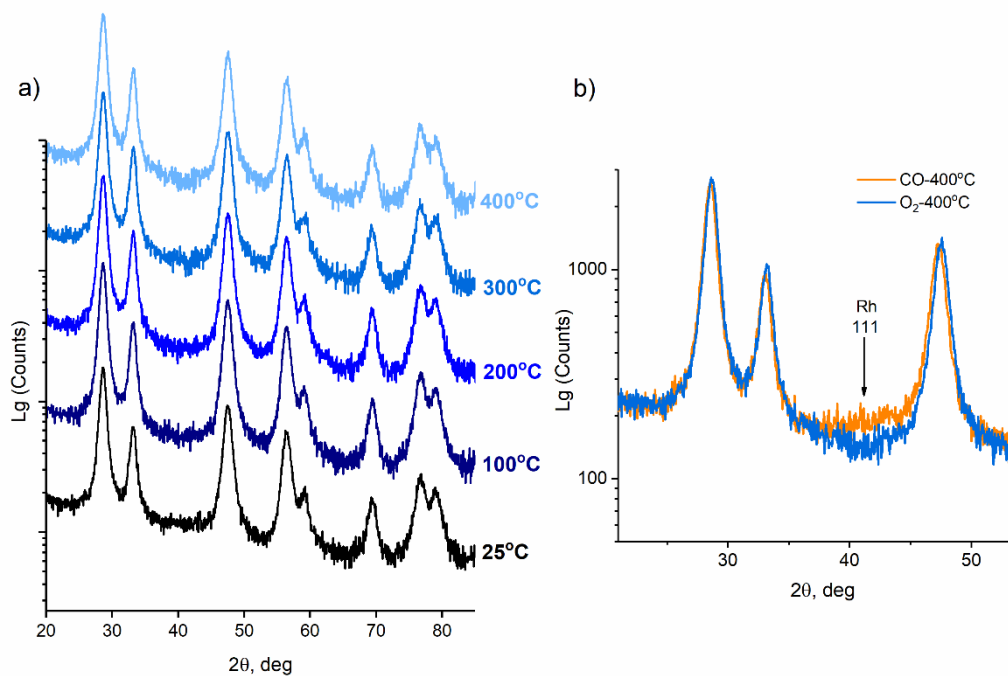 a)
Lg (Counts)
400°C
300°C
200°C
100°C
25°C
20 30 40 50 60 70 80
2θ, deg
b)
Lg (Counts)
1000
100
CO-400°C
O₂-400°C
Rh
111
30 40 50
2θ, deg